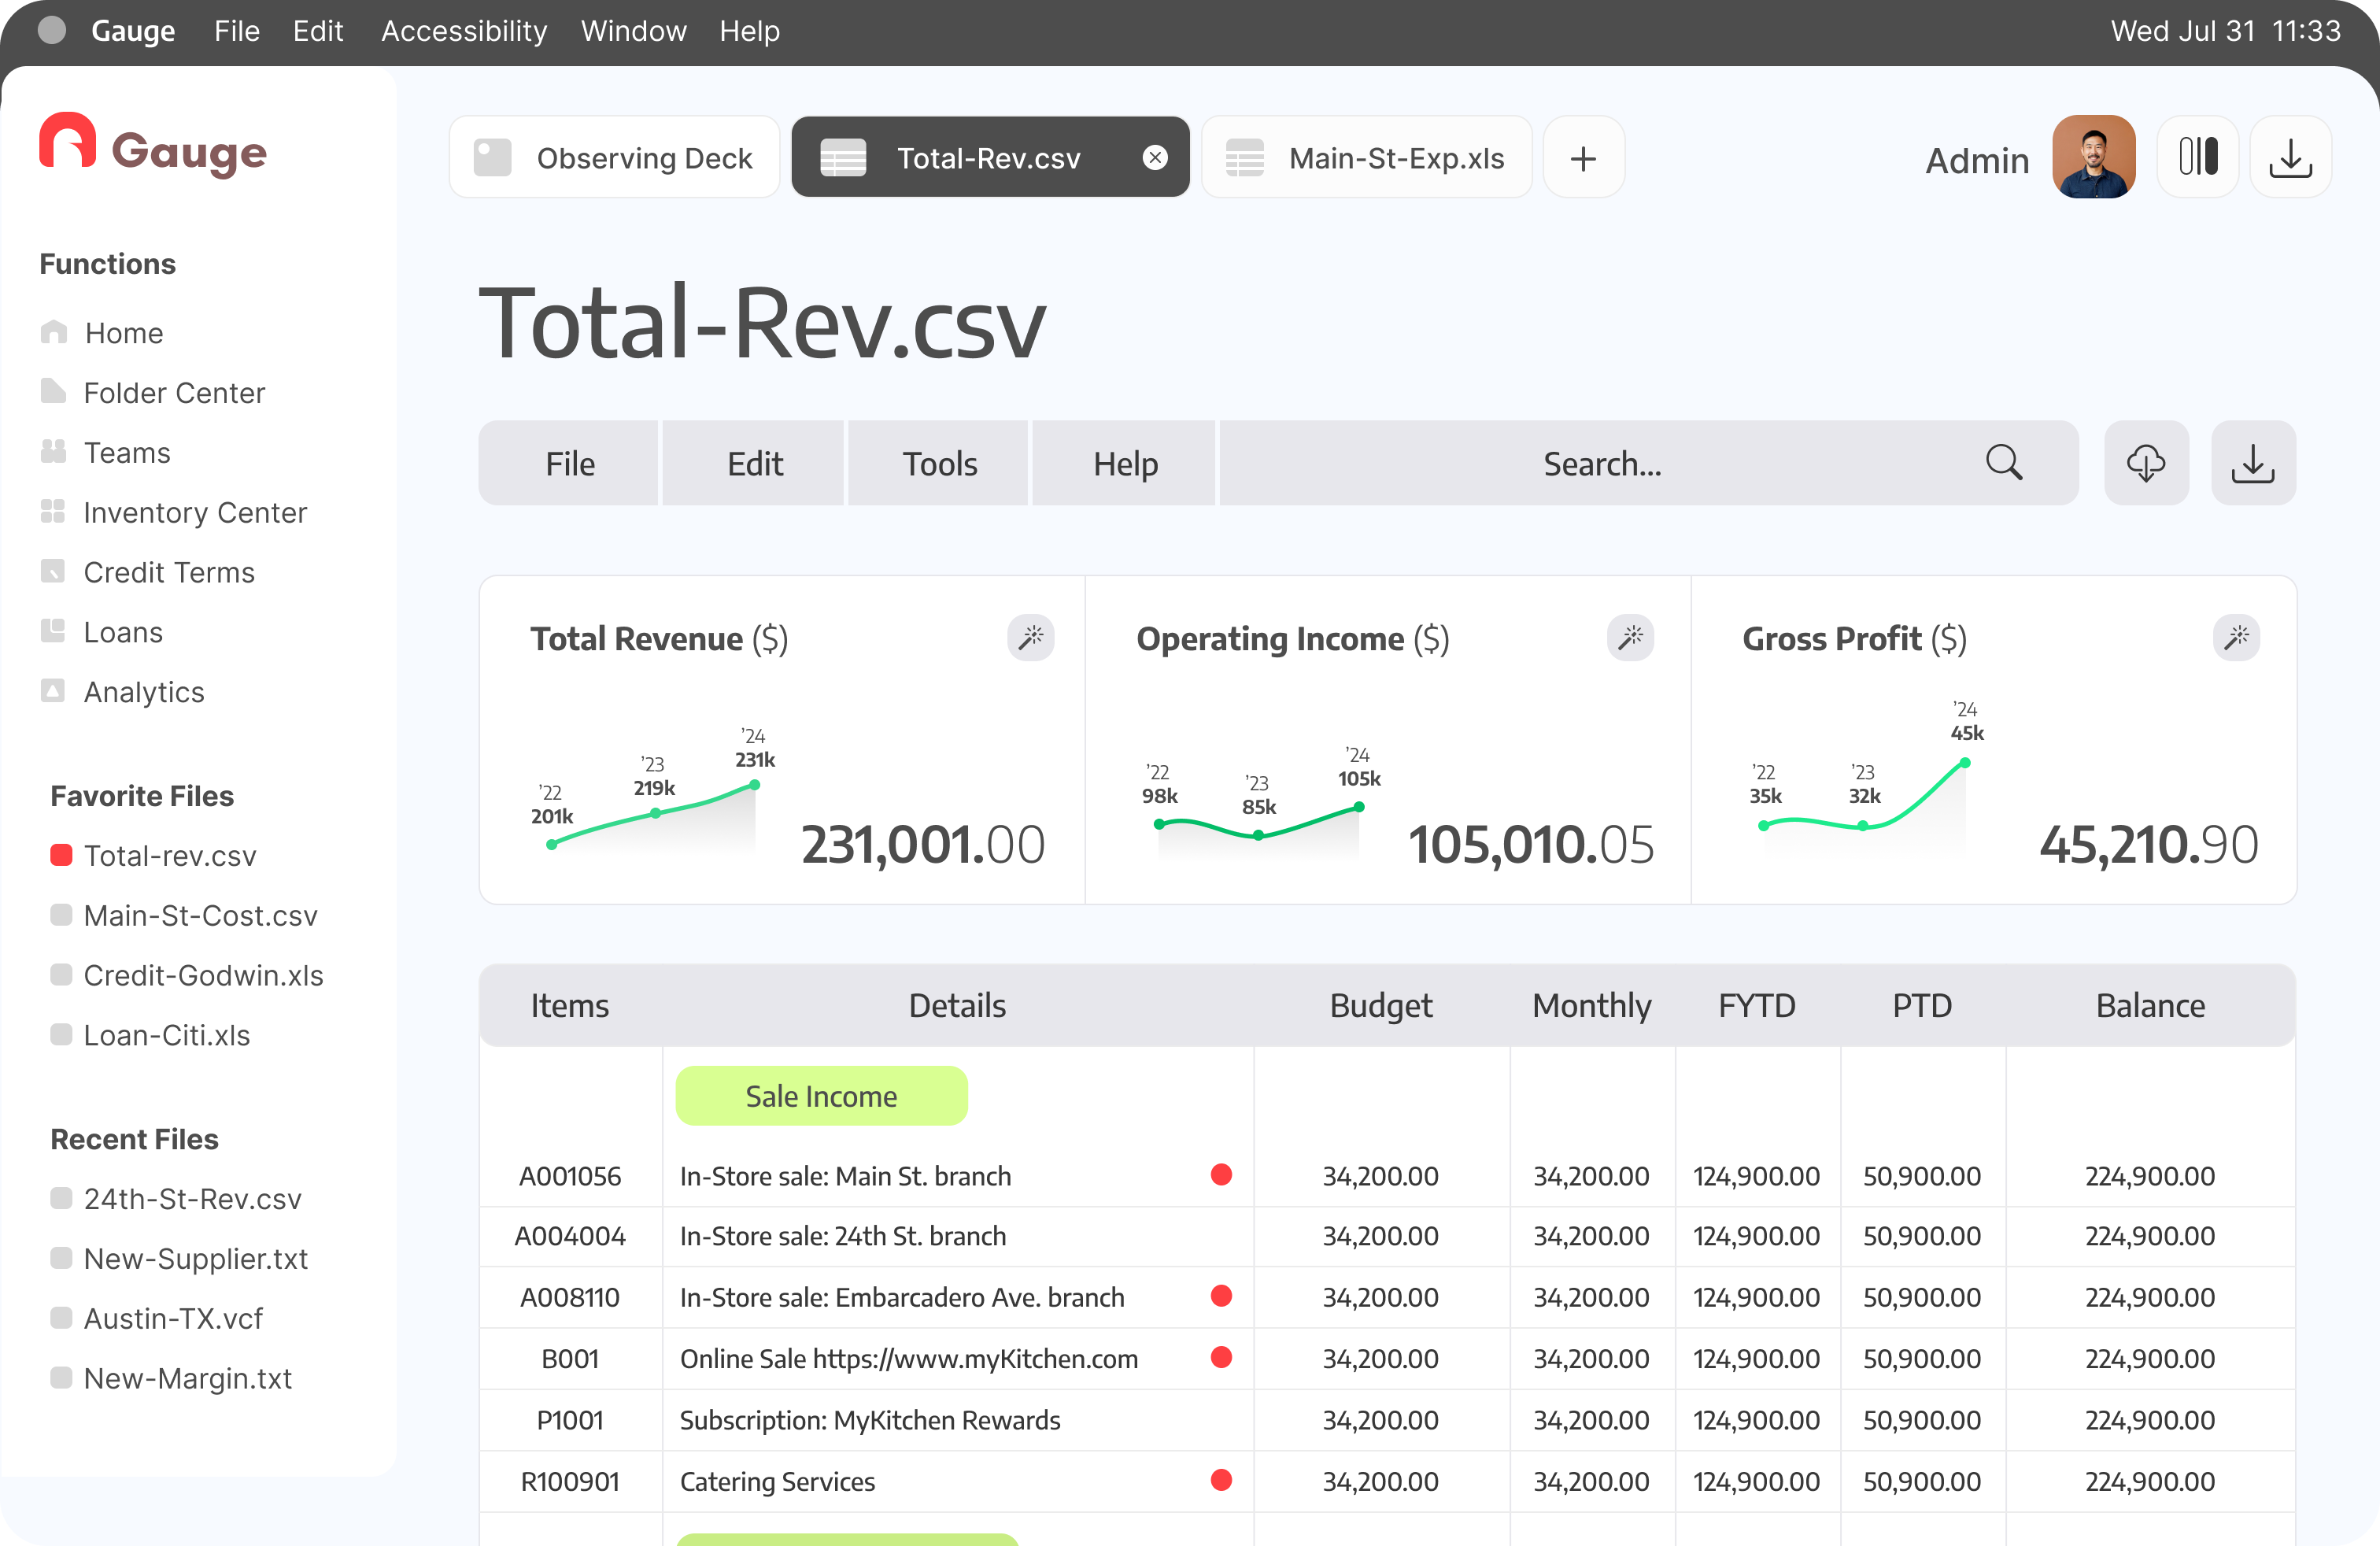 Gauge File Edit Accessibility Window Help Wed Jul 31 11:33
Gauge
Functions
Home
Folder Center
Teams
Inventory Center
Credit Terms
Loans
Analytics
Favorite Files
Total-rev.csv
Main-St-Cost.csv
Credit-Godwin.xls
Loan-Citi.xls
Recent Files
24th-St-Rev.csv
New-Supplier.txt
Austin-TX.vcf
New-Margin.txt
Observing Deck Total-Rev.csv Main-St-Exp.xls + Admin
Total-Rev.csv
File Edit Tools Help Search...
Total Revenue ($)
’22
201k
’23
219k
’24
231k
231,001.00
Operating Income ($)
’22
98k
’23
85k
’24
105k
105,010.05
Gross Profit ($)
’22
35k
’23
32k
’24
45k
45,210.90
Items Details Budget Monthly FYTD PTD Balance
Sale Income
A001056 In-Store sale: Main St. branch 34,200.00 34,200.00 124,900.00 50,900.00 224,900.00
A004004 In-Store sale: 24th St. branch 34,200.00 34,200.00 124,900.00 50,900.00 224,900.00
A008110 In-Store sale: Embarcadero Ave. branch 34,200.00 34,200.00 124,900.00 50,900.00 224,900.00
B001 Online Sale https://www.myKitchen.com 34,200.00 34,200.00 124,900.00 50,900.00 224,900.00
P1001 Subscription: MyKitchen Rewards 34,200.00 34,200.00 124,900.00 50,900.00 224,900.00
R100901 Catering Services 34,200.00 34,200.00 124,900.00 50,900.00 224,900.00